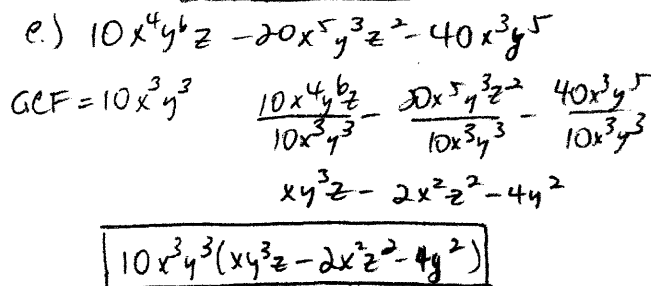 e.) 10x⁴y⁶z - 20x⁵y³z² - 40x³y⁵
GCF = 10x³y³  10x⁴y⁶z/10x³y³ - 20x⁵y³z²/10x³y³ - 40x³y⁵/10x³y³
xy³z - 2x²z² - 4y²
10x³y³(xy³z - 2x²z² - 4y²)